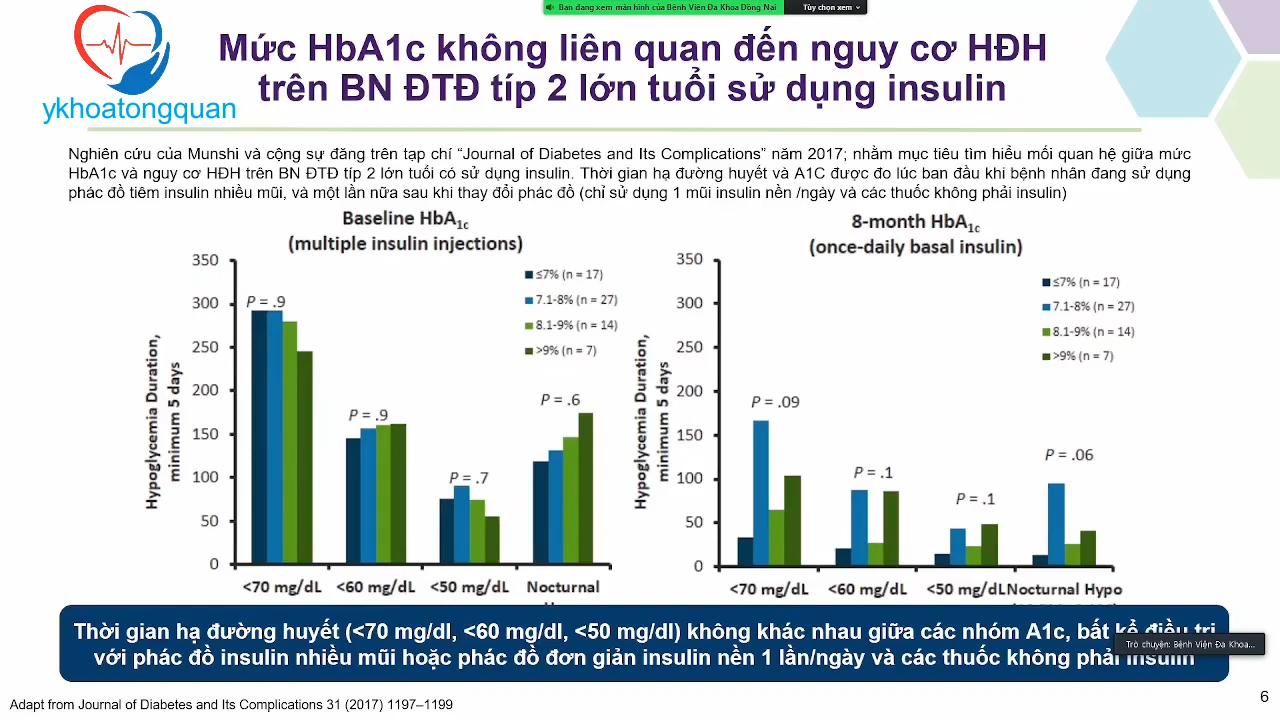 Bạn đang xem màn hình của Bệnh Viện Đa Khoa Dồng Nai
Tùy chọn xem
ykhoatongquan
Mức HbA1c không liên quan đến nguy cơ HĐH
trên BN ĐTĐ típ 2 lớn tuổi sử dụng insulin
Nghiên cứu của Munshi và cộng sự đăng trên tạp chí “Journal of Diabetes and Its Complications” năm 2017; nhằm mục tiêu tìm hiểu mối quan hệ giữa mức
HbA1c và nguy cơ HĐH trên BN ĐTĐ típ 2 lớn tuổi có sử dụng insulin. Thời gian hạ đường huyết và A1C được đo lúc ban đầu khi bệnh nhân đang sử dụng
phác đồ tiêm insulin nhiều mũi, và một lần nữa sau khi thay đổi phác đồ (chỉ sử dụng 1 mũi insulin nền /ngày và các thuốc không phải insulin)
Baseline HbA1c
(multiple insulin injections)
Hypoglycemia Duration,
minimum 5 days
350
300
250
200
150
100
50
0
≤7% (n = 17)
7.1-8% (n = 27)
8.1-9% (n = 14)
>9% (n = 7)
P = .9
P = .9
P = .7
P = .6
<70 mg/dL
<60 mg/dL
<50 mg/dL
Nocturnal
8-month HbA1c
(once-daily basal insulin)
Hypoglycemia Duration,
minimum 5 days
350
300
250
200
150
100
50
0
≤7% (n = 17)
7.1-8% (n = 27)
8.1-9% (n = 14)
>9% (n = 7)
P = .09
P = .1
P = .1
P = .06
<70 mg/dL
<60 mg/dL
<50 mg/dL
Nocturnal Hypo
Thời gian hạ đường huyết (<70 mg/dl, <60 mg/dl, <50 mg/dl) không khác nhau giữa các nhóm A1c, bất kể điều trị
với phác đồ insulin nhiều mũi hoặc phác đồ đơn giản insulin nền 1 lần/ngày và các thuốc không phải insulin
Trò chuyện: Bệnh Viện Đa Khoa...
Adapt from Journal of Diabetes and Its Complications 31 (2017) 1197–1199
6